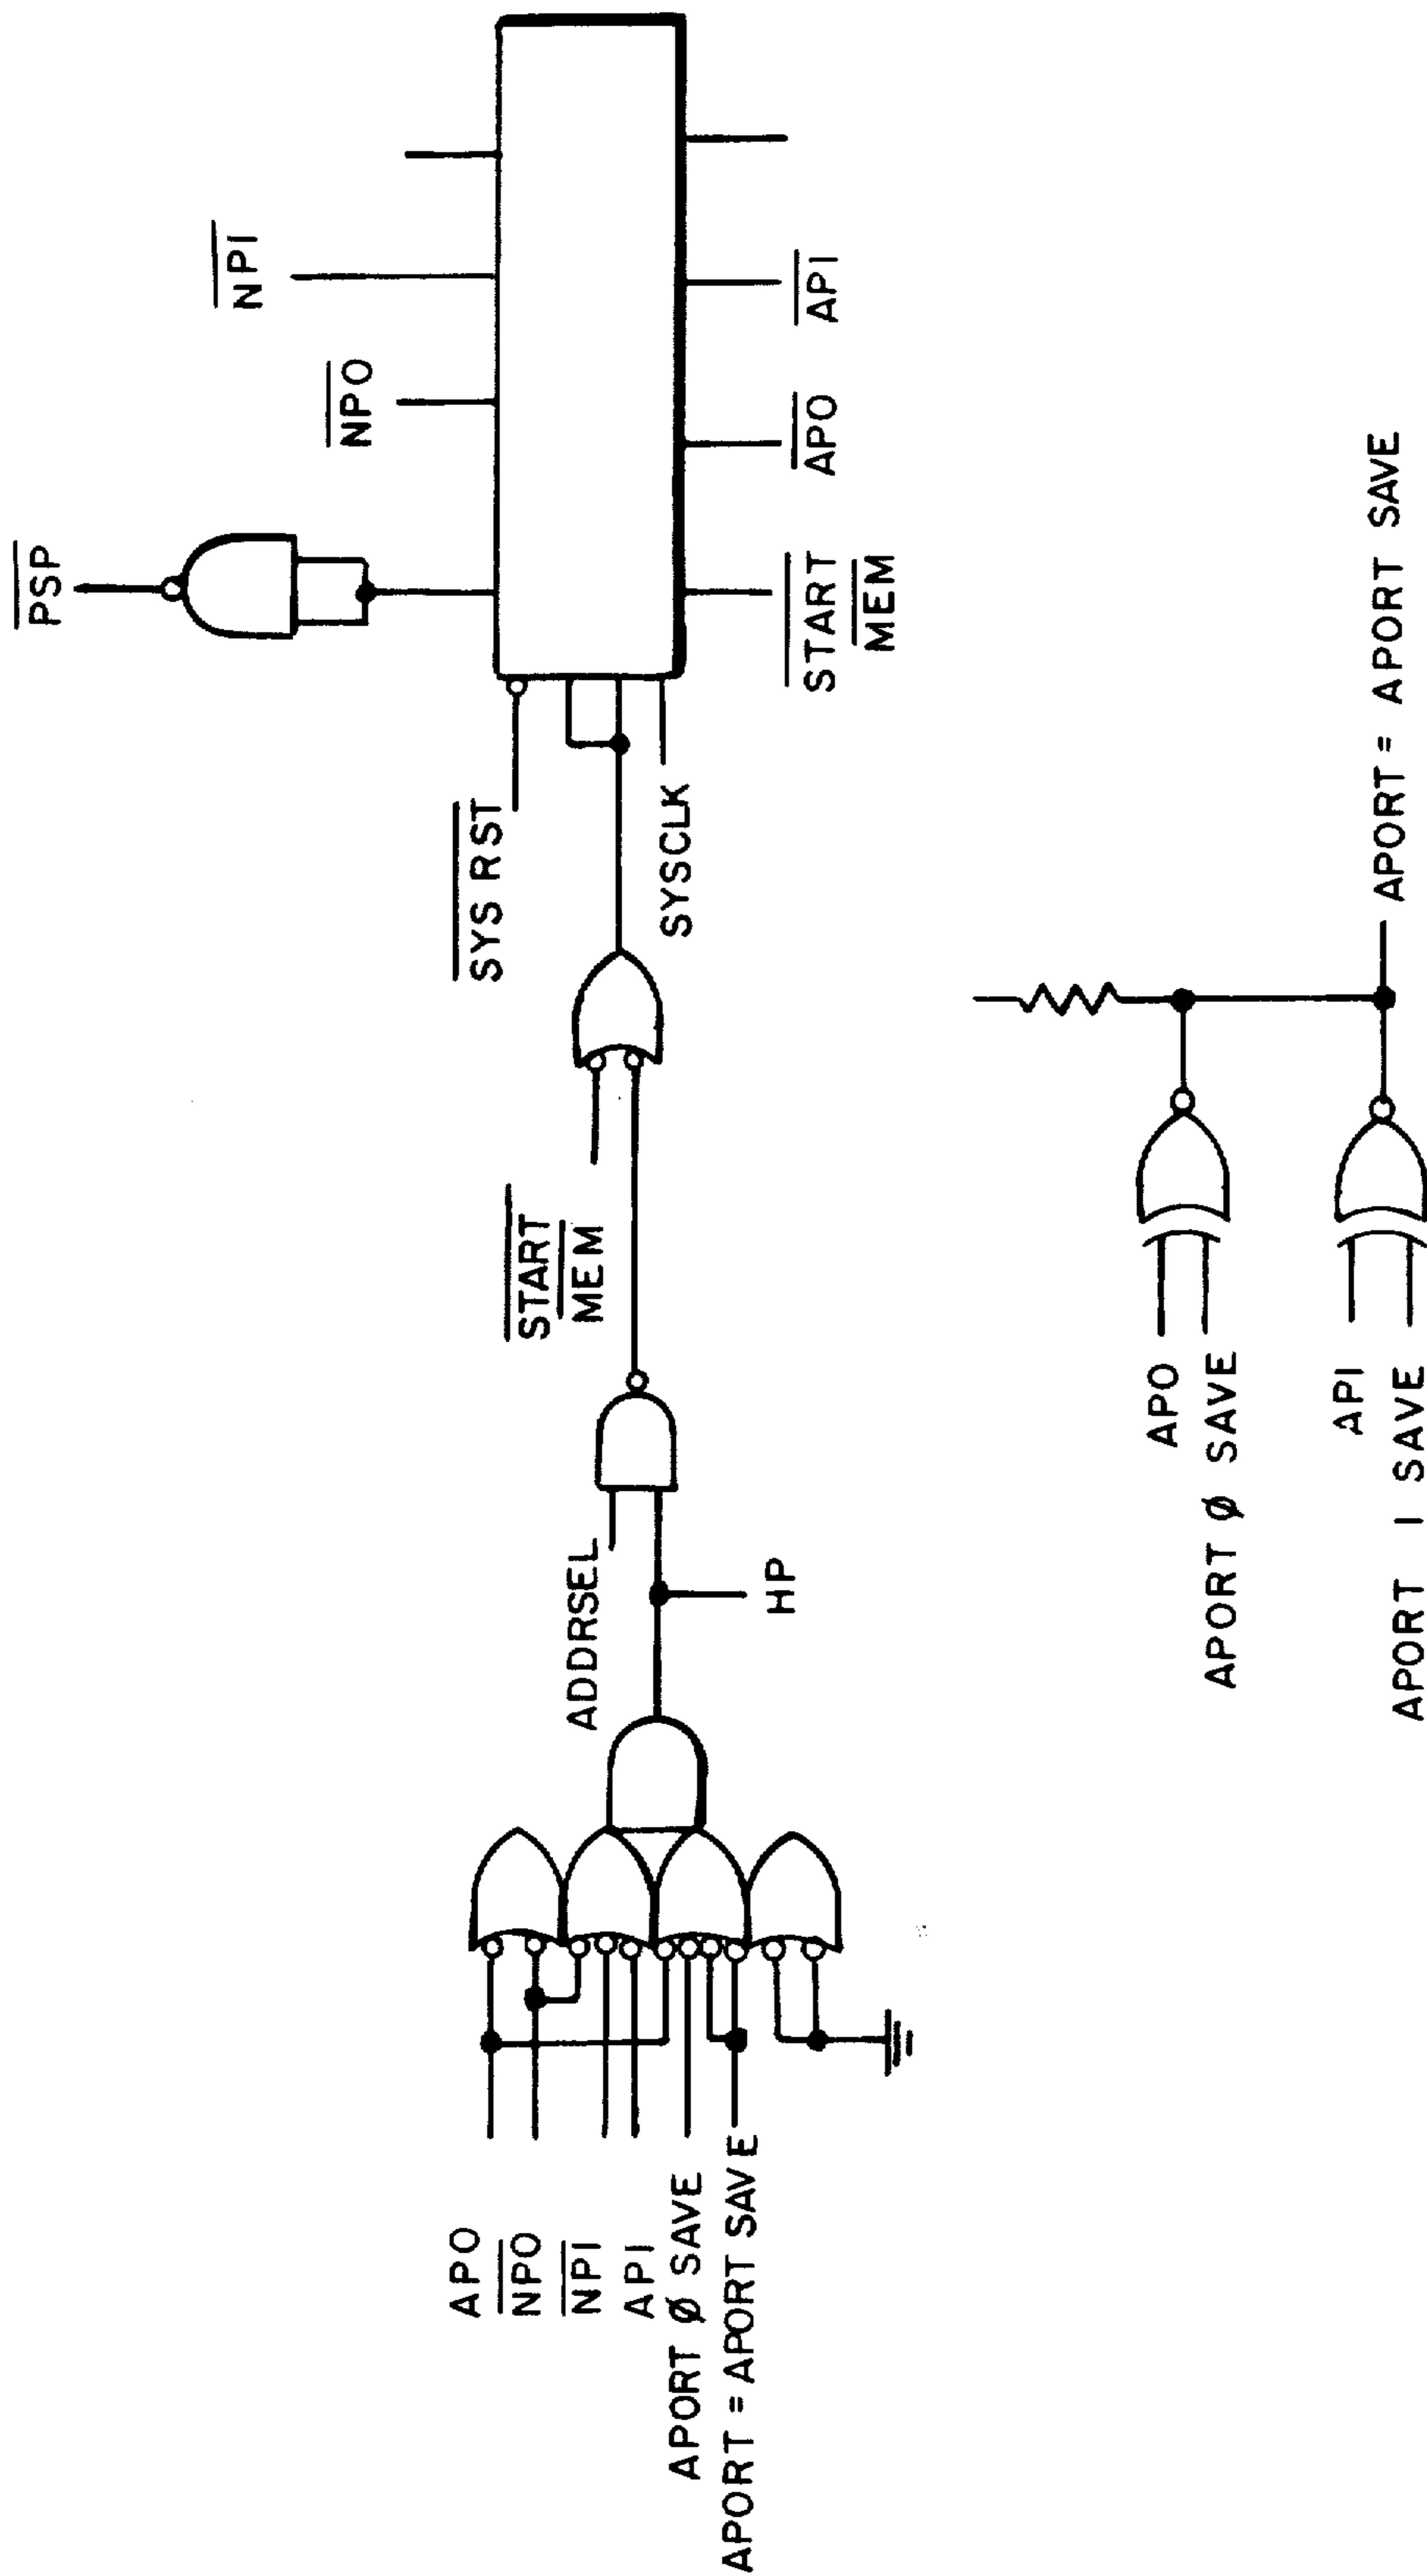 APO
NPO
NPI
API
APORT Ø SAVE
APORT = APORT SAVE
ADDRSEL
HP
START
MEM
SYS RST
SYSCLK
PSP
NPO
NPI
START
MEM
APO
API
APO
APORT Ø SAVE
API
APORT 1 SAVE
APORT = APORT SAVE